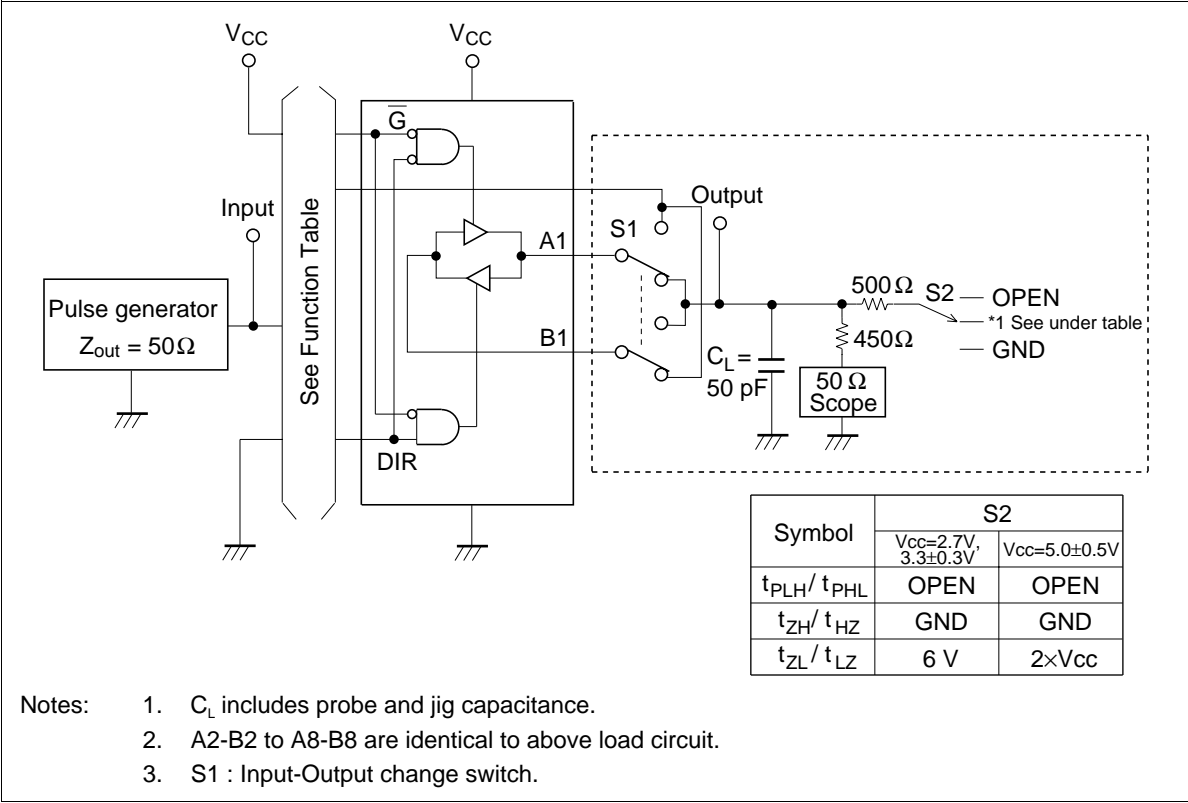 VCC
VCC
G
Input
Output
See Function Table
S1
A1
Pulse generator
Zout = 50Ω
500 Ω
S2
OPEN
*1 See under table
GND
450Ω
B1
CL =
50 pF
50 Ω
Scope
DIR
Symbol
S2
Vcc=2.7V,
3.3±0.3V
Vcc=5.0±0.5V
tPLH/ tPHL
OPEN
OPEN
tZH/ tHZ
GND
GND
tZL/ tLZ
6 V
2×Vcc
Notes: 1. CL includes probe and jig capacitance.
2. A2-B2 to A8-B8 are identical to above load circuit.
3. S1 : Input-Output change switch.